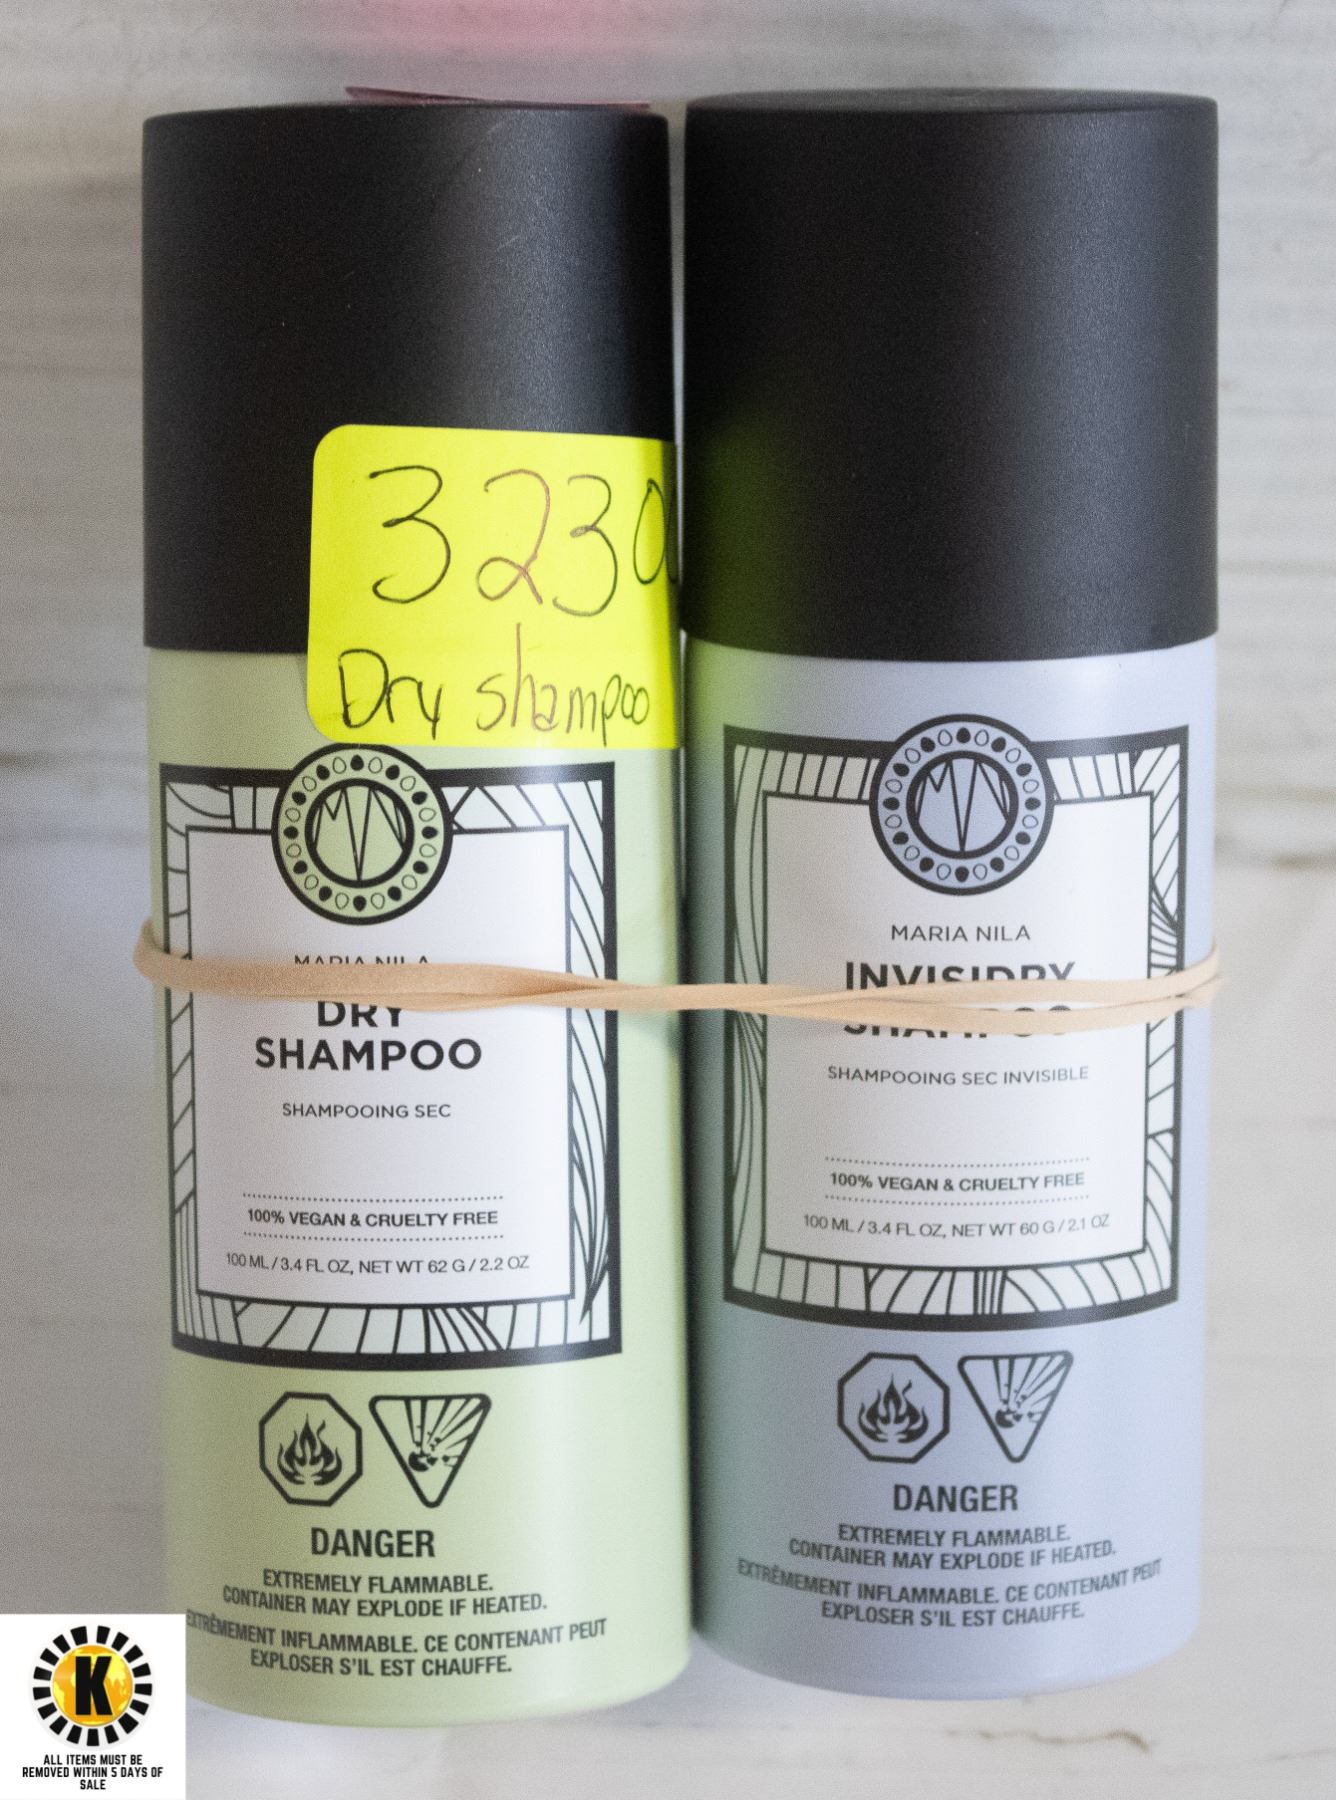 3230
Dry shampoo
MARIA NILA
DRY
SHAMPOO
SHAMPOOING SEC
100% VEGAN & CRUELTY FREE
100 ML / 3.4 FL OZ, NET WT 62 G / 2.2 OZ
DANGER
EXTREMELY FLAMMABLE.
CONTAINER MAY EXPLODE IF HEATED.
EXTRÊMEMENT INFLAMMABLE. CE CONTENANT PEUT
EXPLOSER S'IL EST CHAUFFE.
MARIA NILA
INVISIDRY
SHAMPOO
SHAMPOOING SEC INVISIBLE
100% VEGAN & CRUELTY FREE
100 ML / 3.4 FL OZ, NET WT 60 G / 2.1 OZ
DANGER
EXTREMELY FLAMMABLE.
CONTAINER MAY EXPLODE IF HEATED.
EXTRÊMEMENT INFLAMMABLE. CE CONTENANT PEUT
EXPLOSER S'IL EST CHAUFFE.
K
ALL ITEMS MUST BE
REMOVED WITHIN 5 DAYS OF
SALE